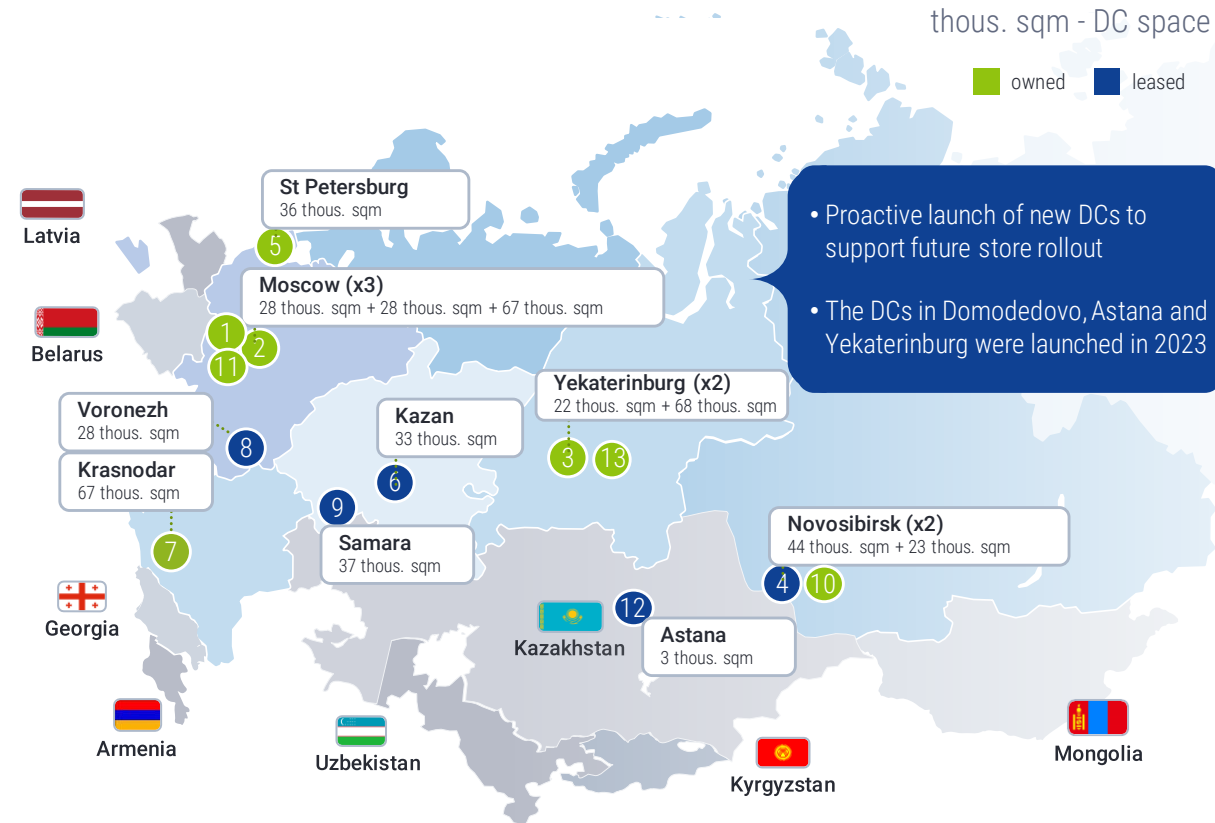 thous. sqm - DC space
owned
leased
St Petersburg
36 thous. sqm
Latvia
• Proactive launch of new DCs to
support future store rollout
• The DCs in Domodedovo, Astana and
Yekaterinburg were launched in 2023
5
Moscow (x3)
28 thous. sqm + 28 thous. sqm + 67 thous. sqm
1
2
11
Belarus
Yekaterinburg (x2)
22 thous. sqm + 68 thous. sqm
3
13
Voronezh
28 thous. sqm
8
Kazan
33 thous. sqm
6
Krasnodar
67 thous. sqm
7
9
Samara
37 thous. sqm
Novosibirsk (x2)
44 thous. sqm + 23 thous. sqm
4
10
Georgia
12
Kazakhstan
Astana
3 thous. sqm
Armenia
Uzbekistan
Kyrgyzstan
Mongolia